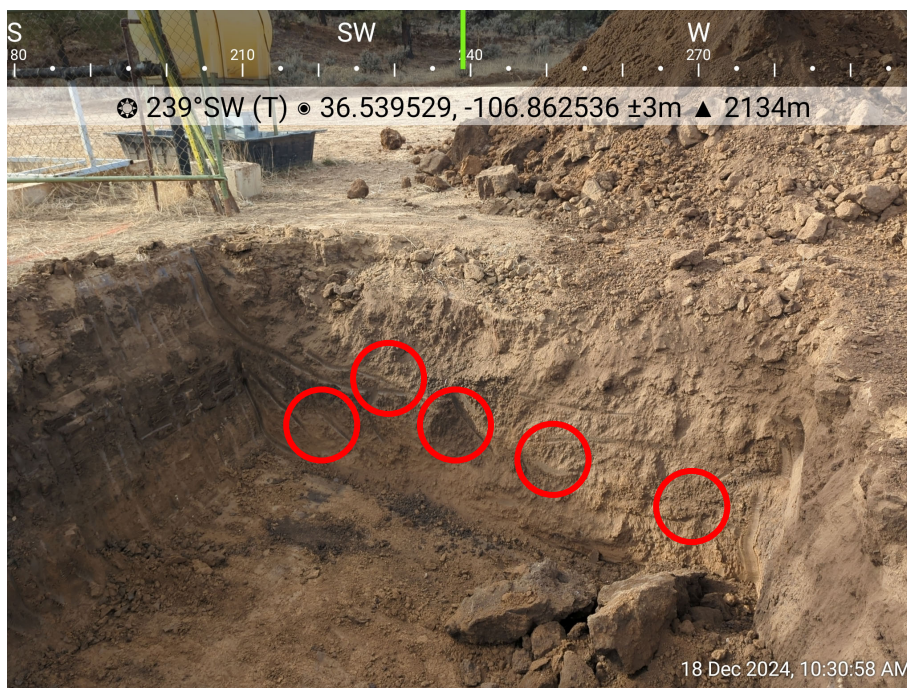 S SW W
180 210 240 270
239°SW (T) 36.539529, -106.862536 ±3m ▲ 2134m
18 Dec 2024, 10:30:58 AM